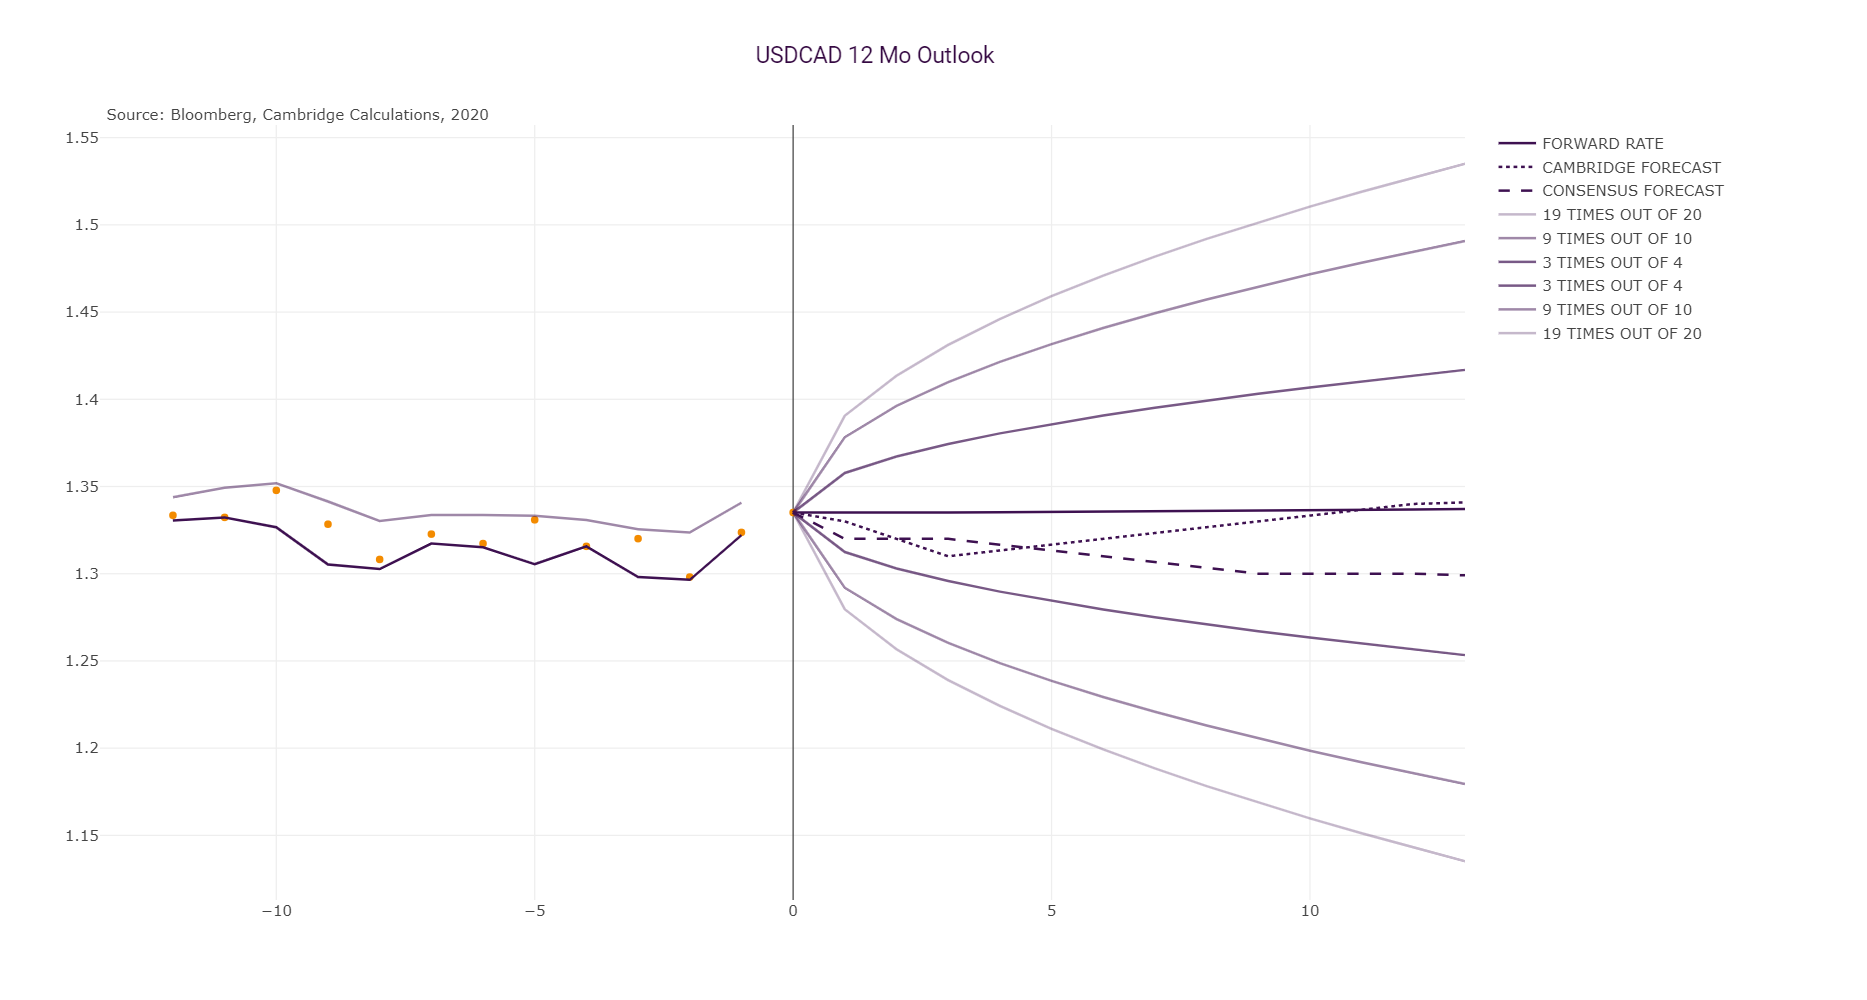 USDCAD 12 Mo Outlook
Source: Bloomberg, Cambridge Calculations, 2020
1.55
1.5
1.45
1.4
1.35
1.3
1.25
1.2
1.15
−10
−5
0
5
10
FORWARD RATE
CAMBRIDGE FORECAST
CONSENSUS FORECAST
19 TIMES OUT OF 20
9 TIMES OUT OF 10
3 TIMES OUT OF 4
3 TIMES OUT OF 4
9 TIMES OUT OF 10
19 TIMES OUT OF 20